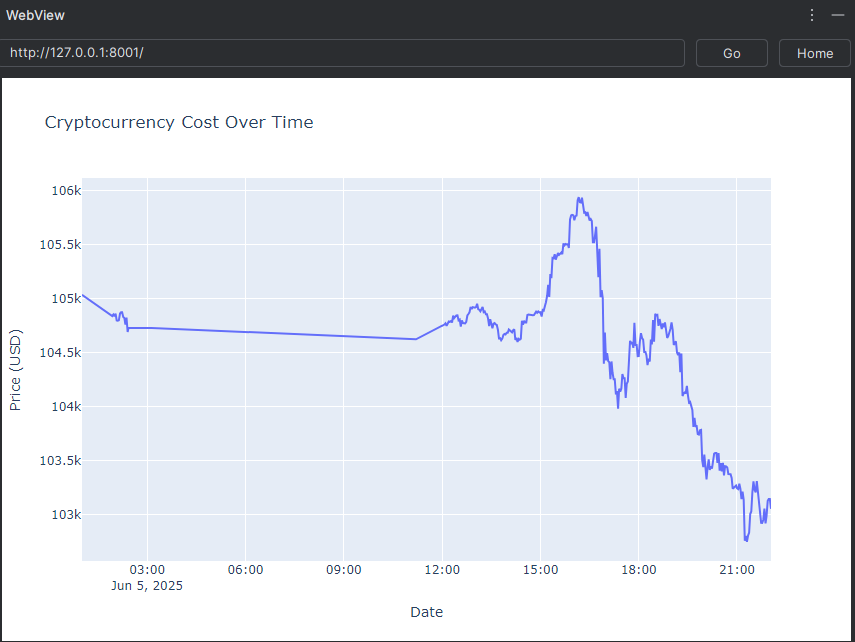 WebView
http://127.0.0.1:8001/
Go
Home
Cryptocurrency Cost Over Time
106k
105.5k
105k
104.5k
104k
103.5k
103k
Price (USD)
03:00
06:00
09:00
12:00
15:00
18:00
21:00
Jun 5, 2025
Date